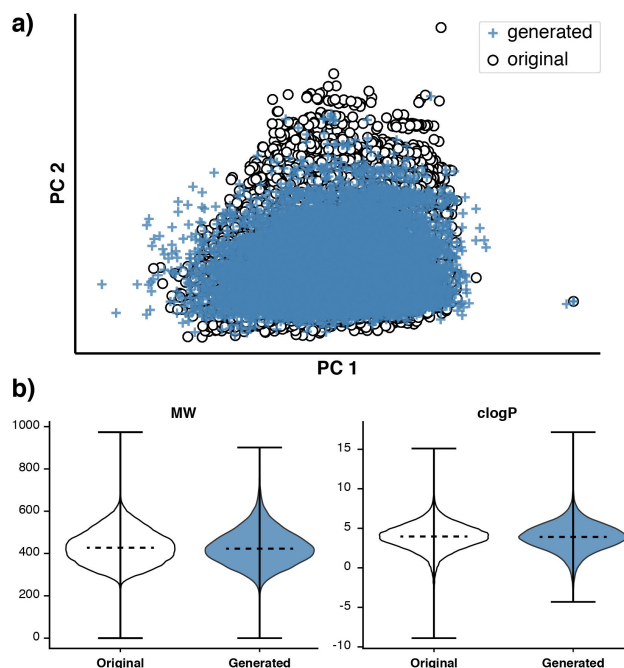 a)
generated
original
PC 2
PC 1
b)
MW
1000
800
600
400
200
0
Original
Generated
clogP
15
10
5
0
-5
-10
Original
Generated